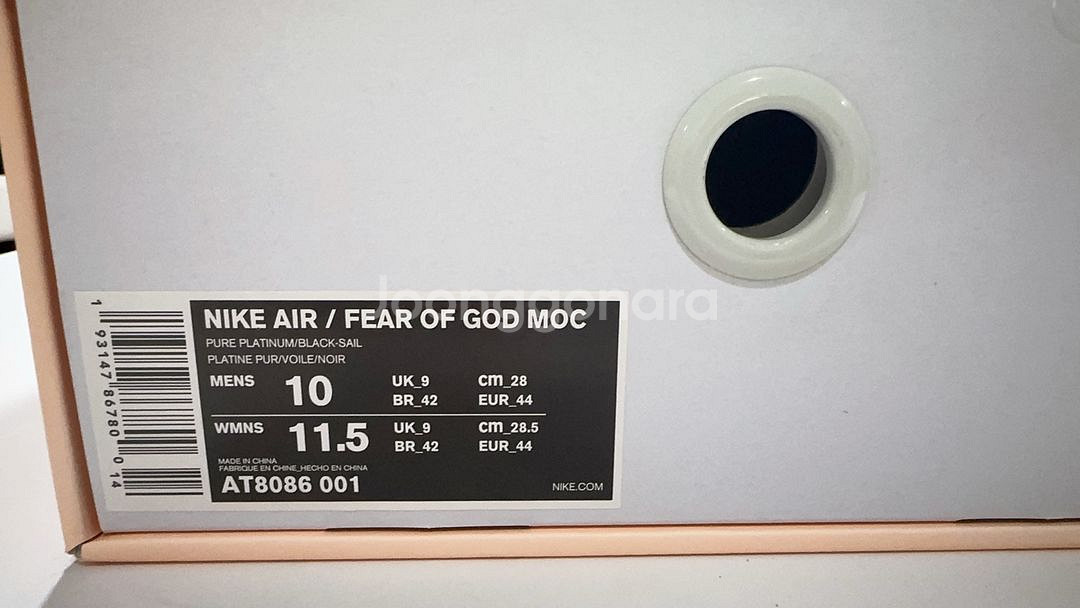 Joonggonara
NIKE AIR / FEAR OF GOD MOC
PURE PLATINUM/BLACK-SAIL
PLATINE PUR/VOILE/NOIR
MENS 10 UK_9 cm_28
BR_42 EUR_44
WMNS 11.5 UK_9 cm_28.5
BR_42 EUR_44
MADE IN CHINA
FABRIQUE EN CHINE_HECHO EN CHINA
AT8086 001
NIKE.COM
1 93147 86780 0 14